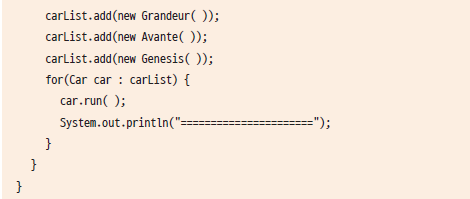 carList.add(new Grandeur( ));
carList.add(new Avante( ));
carList.add(new Genesis( ));
for(Car car : carList) {
car.run( );
System.out.println("======================");
}
}
}